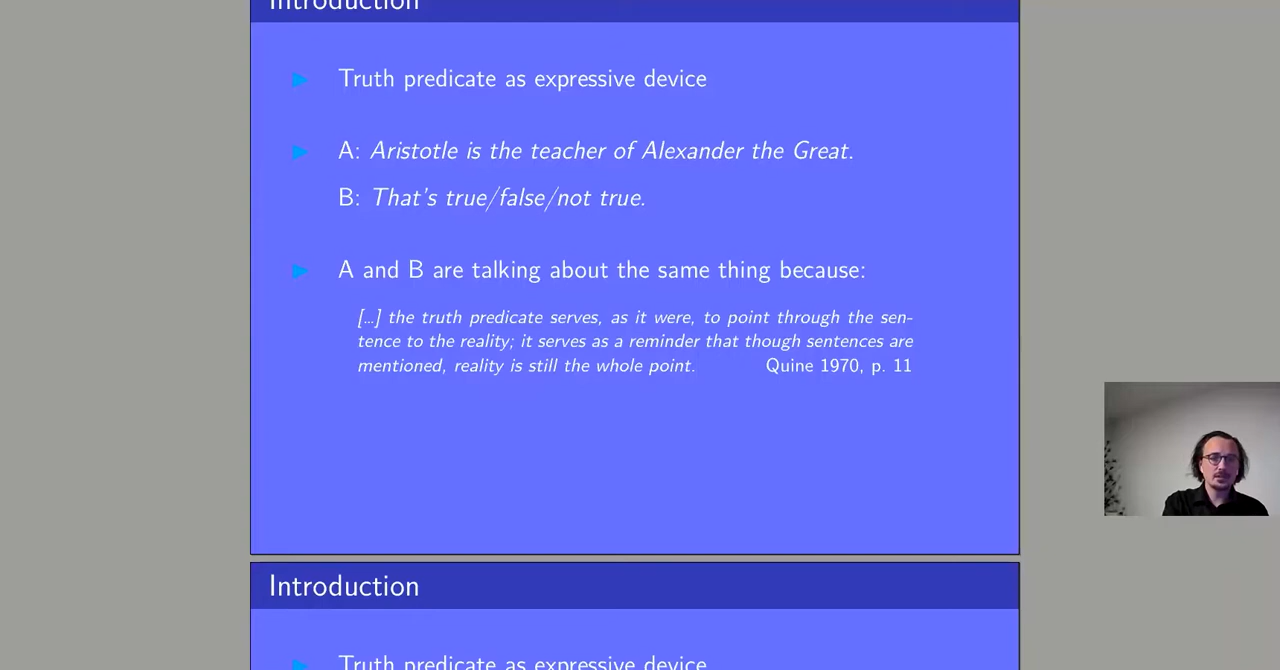 Introduction
Truth predicate as expressive device
A: Aristotle is the teacher of Alexander the Great.
B: That's true/false/not true.
A and B are talking about the same thing because:
[…] the truth predicate serves, as it were, to point through the sen-
tence to the reality; it serves as a reminder that though sentences are
mentioned, reality is still the whole point. Quine 1970, p. 11
Introduction
Truth predicate as expressive device